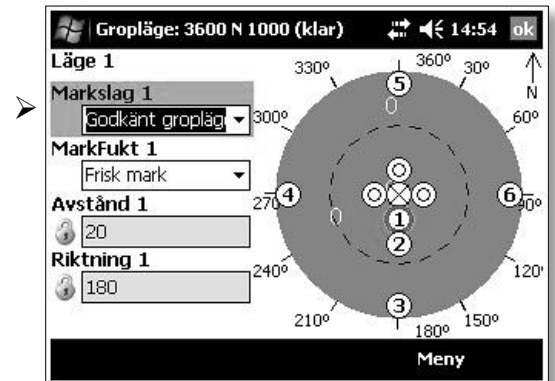 Gropläge: 3600 N 1000 (klar) 14:54 ok
Läge 1
Markslag 1
Godkänt gropläg
MarkFukt 1
Frisk mark
Avstånd 1
20
Riktning 1
180
330º 360º 30º
N
5
0
300º 60º
270 4 6 90º
0
1
2
240º 120
3
210º 180º 150º
Meny